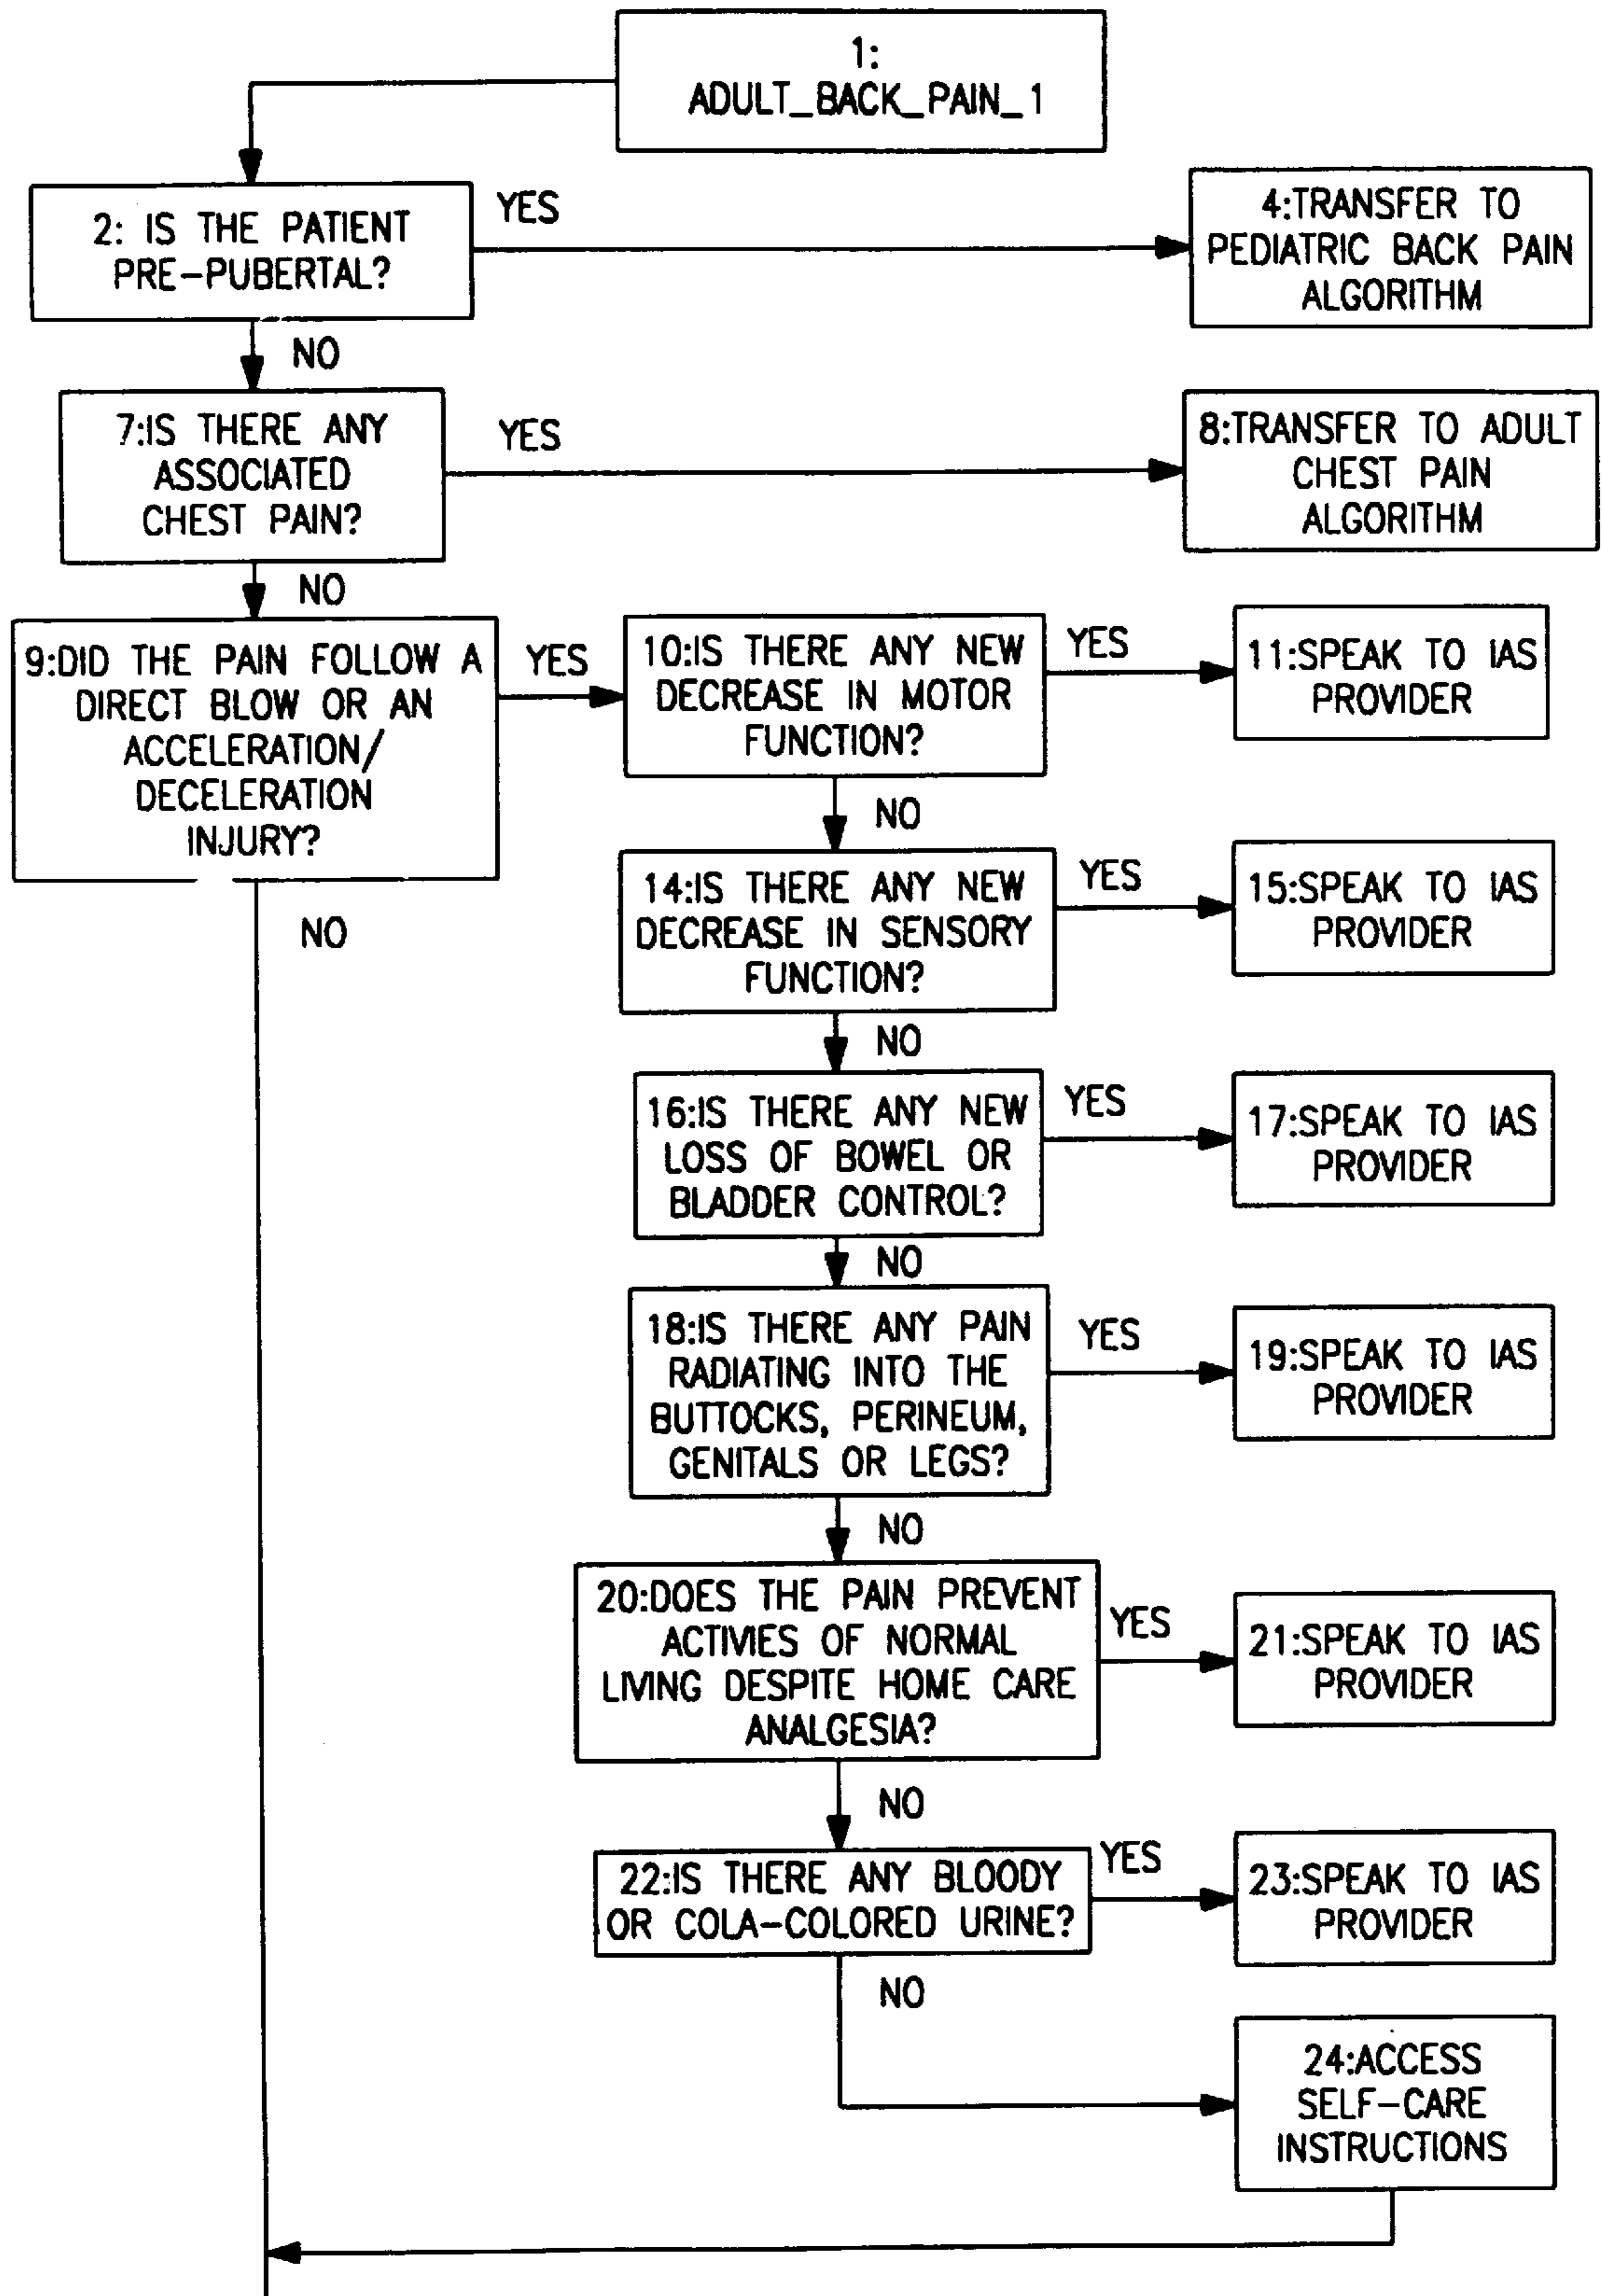 1:
ADULT_BACK_PAIN_1
2: IS THE PATIENT
PRE-PUBERTAL?
YES
4:TRANSFER TO
PEDIATRIC BACK PAIN
ALGORITHM
NO
7:IS THERE ANY
ASSOCIATED
CHEST PAIN?
YES
8:TRANSFER TO ADULT
CHEST PAIN
ALGORITHM
NO
9:DID THE PAIN FOLLOW A
DIRECT BLOW OR AN
ACCELERATION/
DECELERATION
INJURY?
YES
10:IS THERE ANY NEW
DECREASE IN MOTOR
FUNCTION?
YES
11:SPEAK TO IAS
PROVIDER
NO
NO
14:IS THERE ANY NEW
DECREASE IN SENSORY
FUNCTION?
YES
15:SPEAK TO IAS
PROVIDER
NO
16:IS THERE ANY NEW
LOSS OF BOWEL OR
BLADDER CONTROL?
YES
17:SPEAK TO IAS
PROVIDER
NO
18:IS THERE ANY PAIN
RADIATING INTO THE
BUTTOCKS, PERINEUM,
GENITALS OR LEGS?
YES
19:SPEAK TO IAS
PROVIDER
NO
20:DOES THE PAIN PREVENT
ACTIVIES OF NORMAL
LIVING DESPITE HOME CARE
ANALGESIA?
YES
21:SPEAK TO IAS
PROVIDER
NO
22:IS THERE ANY BLOODY
OR COLA-COLORED URINE?
YES
23:SPEAK TO IAS
PROVIDER
NO
24:ACCESS
SELF-CARE
INSTRUCTIONS